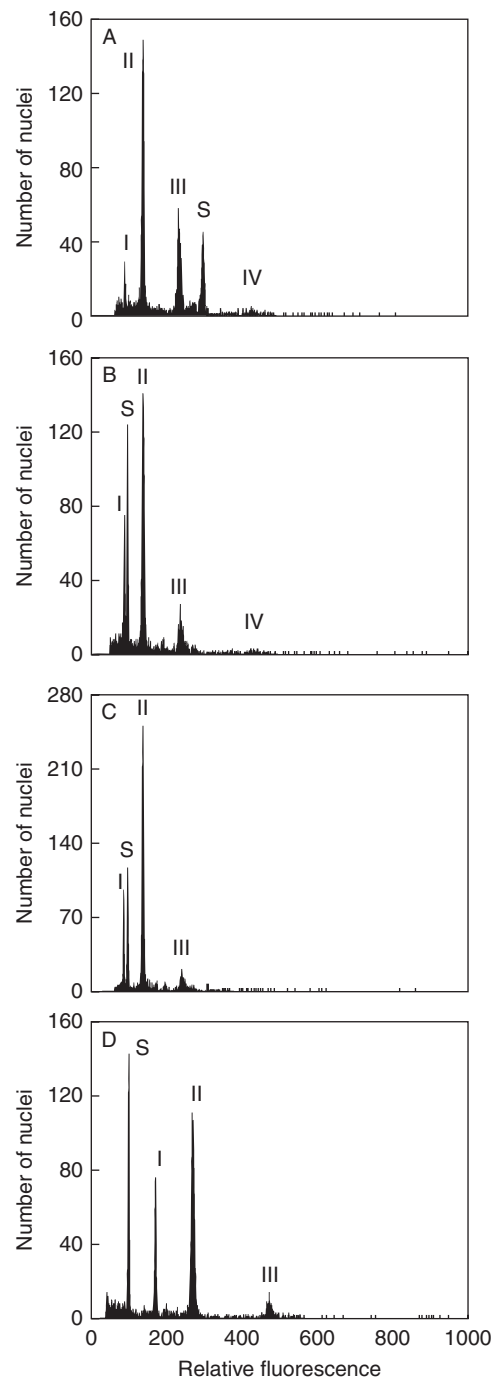 A
Number of nuclei
160
120
80
40
0
I
II
III
S
IV
B
Number of nuclei
160
120
80
40
0
I
S
II
III
IV
C
Number of nuclei
280
210
140
70
0
I
S
II
III
D
Number of nuclei
160
120
80
40
0
S
I
II
III
0 200 400 600 800 1000
Relative fluorescence